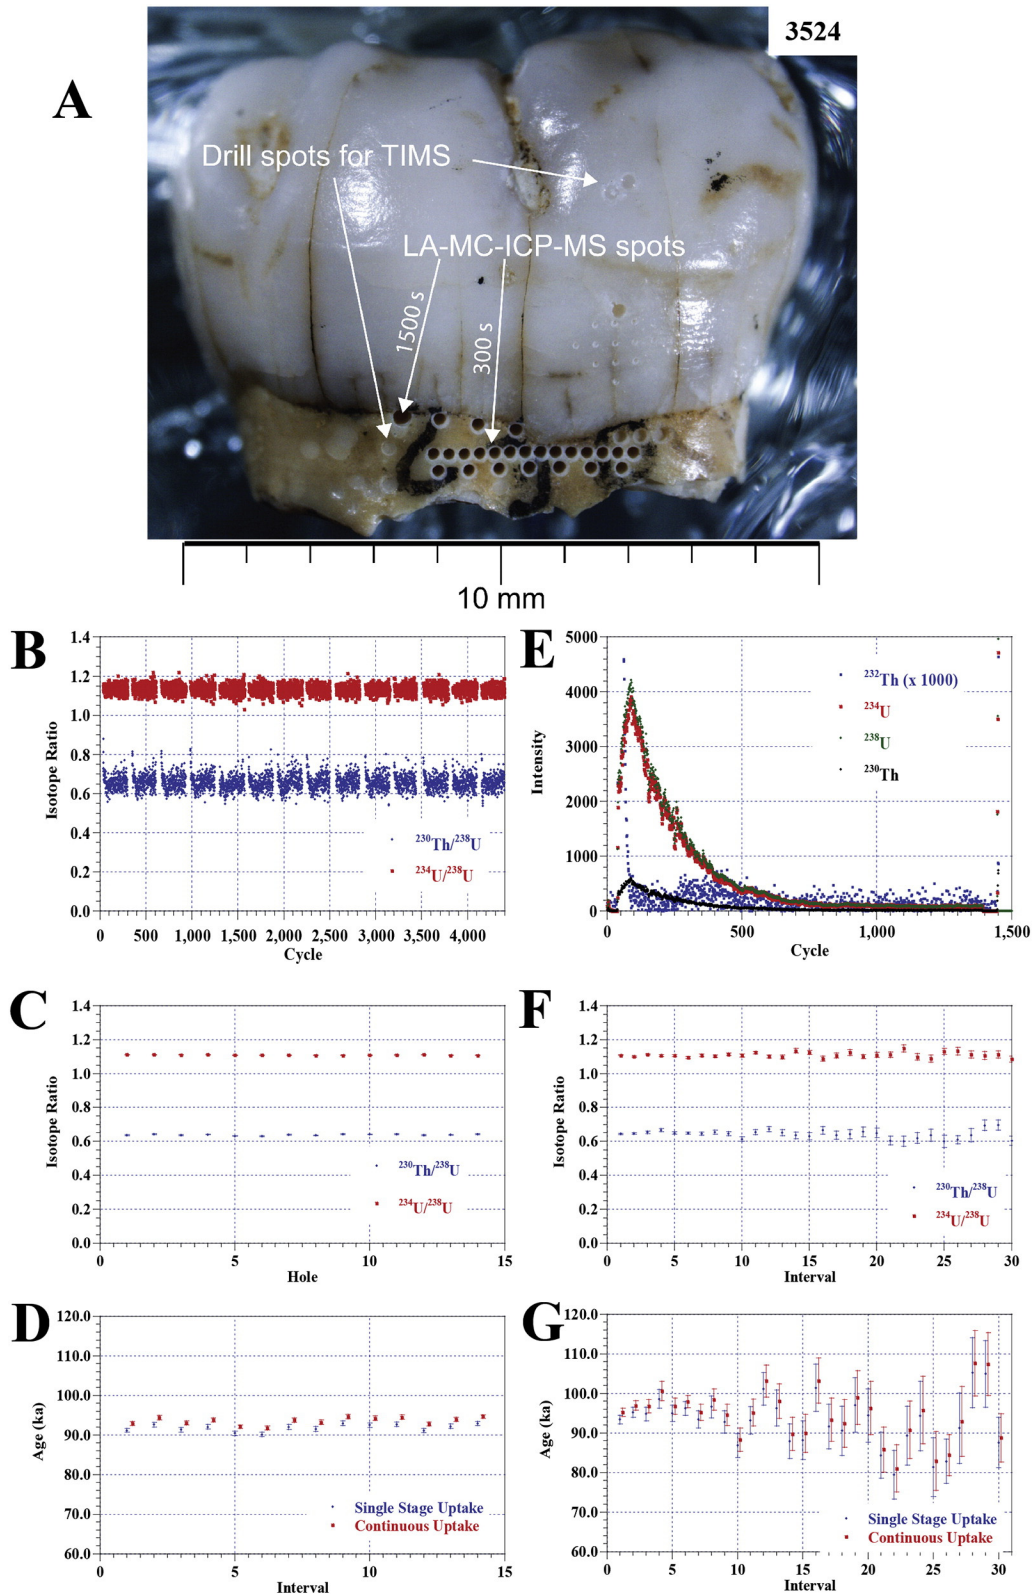 3524
A
Drill spots for TIMS
LA-MC-ICP-MS spots
1500 s
300 s
10 mm
B
1.4
1.2
1.0
0.8
0.6
0.4
0.2
0.0
Isotope Ratio
²³⁰Th/²³⁸U
²³⁴U/²³⁸U
0 500 1,000 1,500 2,000 2,500 3,000 3,500 4,000
Cycle
E
5000
4000
3000
2000
1000
0
Intensity
²³²Th (x 1000)
²³⁴U
²³⁸U
²³⁰Th
0 500 1,000 1,500
Cycle
C
1.4
1.2
1.0
0.8
0.6
0.4
0.2
0.0
Isotope Ratio
²³⁰Th/²³⁸U
²³⁴U/²³⁸U
0 5 10 15
Hole
F
1.4
1.2
1.0
0.8
0.6
0.4
0.2
0.0
Isotope Ratio
²³⁰Th/²³⁸U
²³⁴U/²³⁸U
0 5 10 15 20 25 30
Interval
D
120.0
110.0
100.0
90.0
80.0
70.0
60.0
Age (ka)
Single Stage Uptake
Continuous Uptake
0 5 10 15
Interval
G
120.0
110.0
100.0
90.0
80.0
70.0
60.0
Age (ka)
Single Stage Uptake
Continuous Uptake
0 5 10 15 20 25 30
Interval